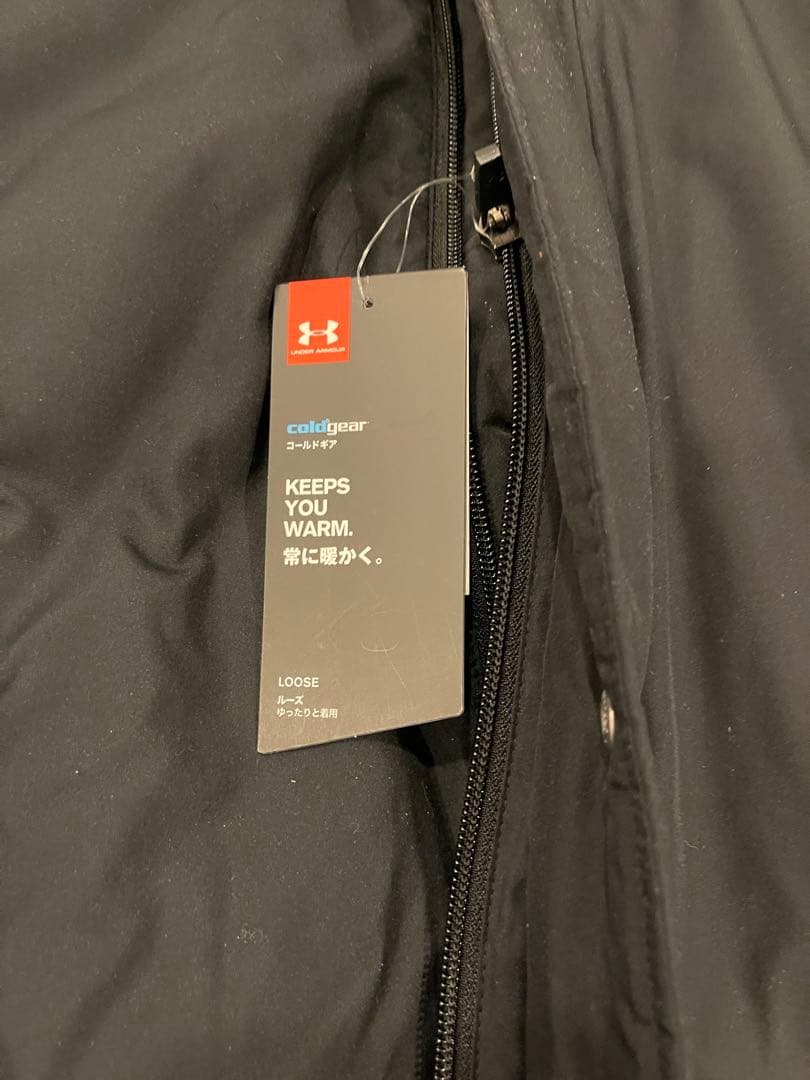 UNDER ARMOUR
coldgear
コールドギア
KEEPS
YOU
WARM.
常に暖かく。
LOOSE
ルーズ
ゆったりと着用